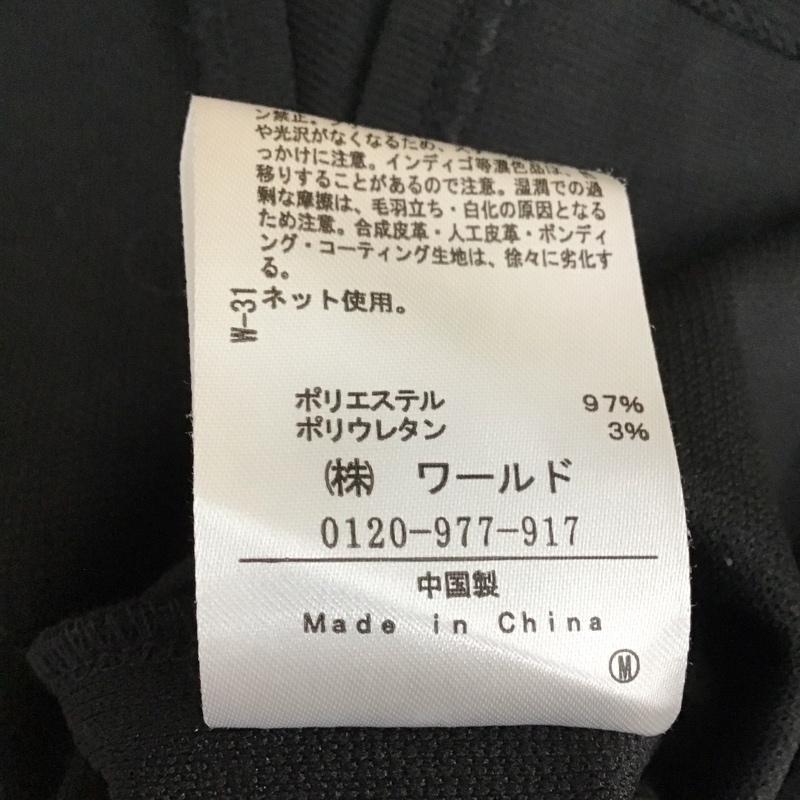 ン禁止。
や光沢がなくなるため、
っかけに注意。インディゴ等濃色品は、
移りすることがあるので注意。湿潤での過
剰な摩擦は、毛羽立ち・白化の原因となる
ため注意。合成皮革・人工皮革・ボンディ
ング・コーティング生地は、徐々に劣化す
る。
W-31
ネット使用。
ポリエステル 97%
ポリウレタン 3%
㈱ ワールド
0120-977-917
中国製
Made in China
M